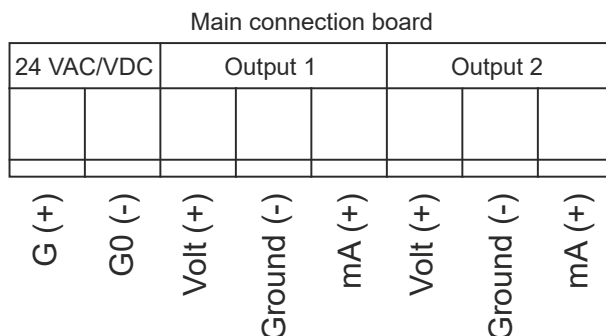 Main connection board
24 VAC/VDC Output 1 Output 2
G (+)
G0 (-)
Volt (+)
Ground (-)
mA (+)
Volt (+)
Ground (-)
mA (+)